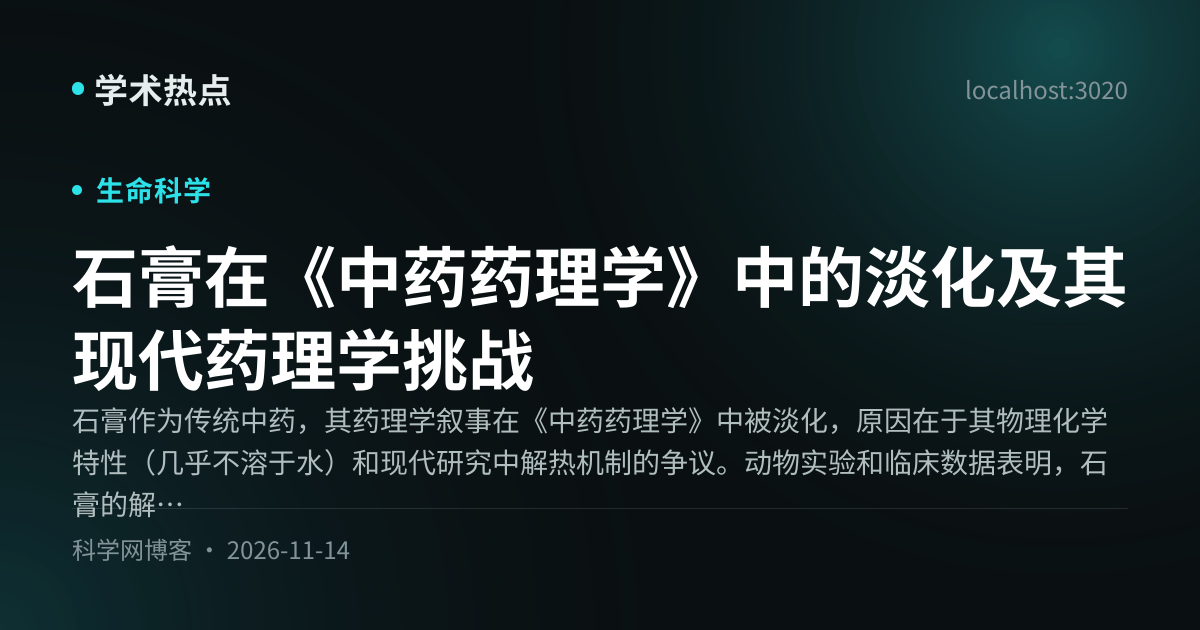 学术热点
localhost:3020
生命科学
石膏在《中药药理学》中的淡化及其
现代药理学挑战
石膏作为传统中药，其药理学叙事在《中药药理学》中被淡化，原因在于其物理化学
特性（几乎不溶于水）和现代研究中解热机制的争议。动物实验和临床数据表明，石
膏的解…
科学网博客 • 2026-11-14